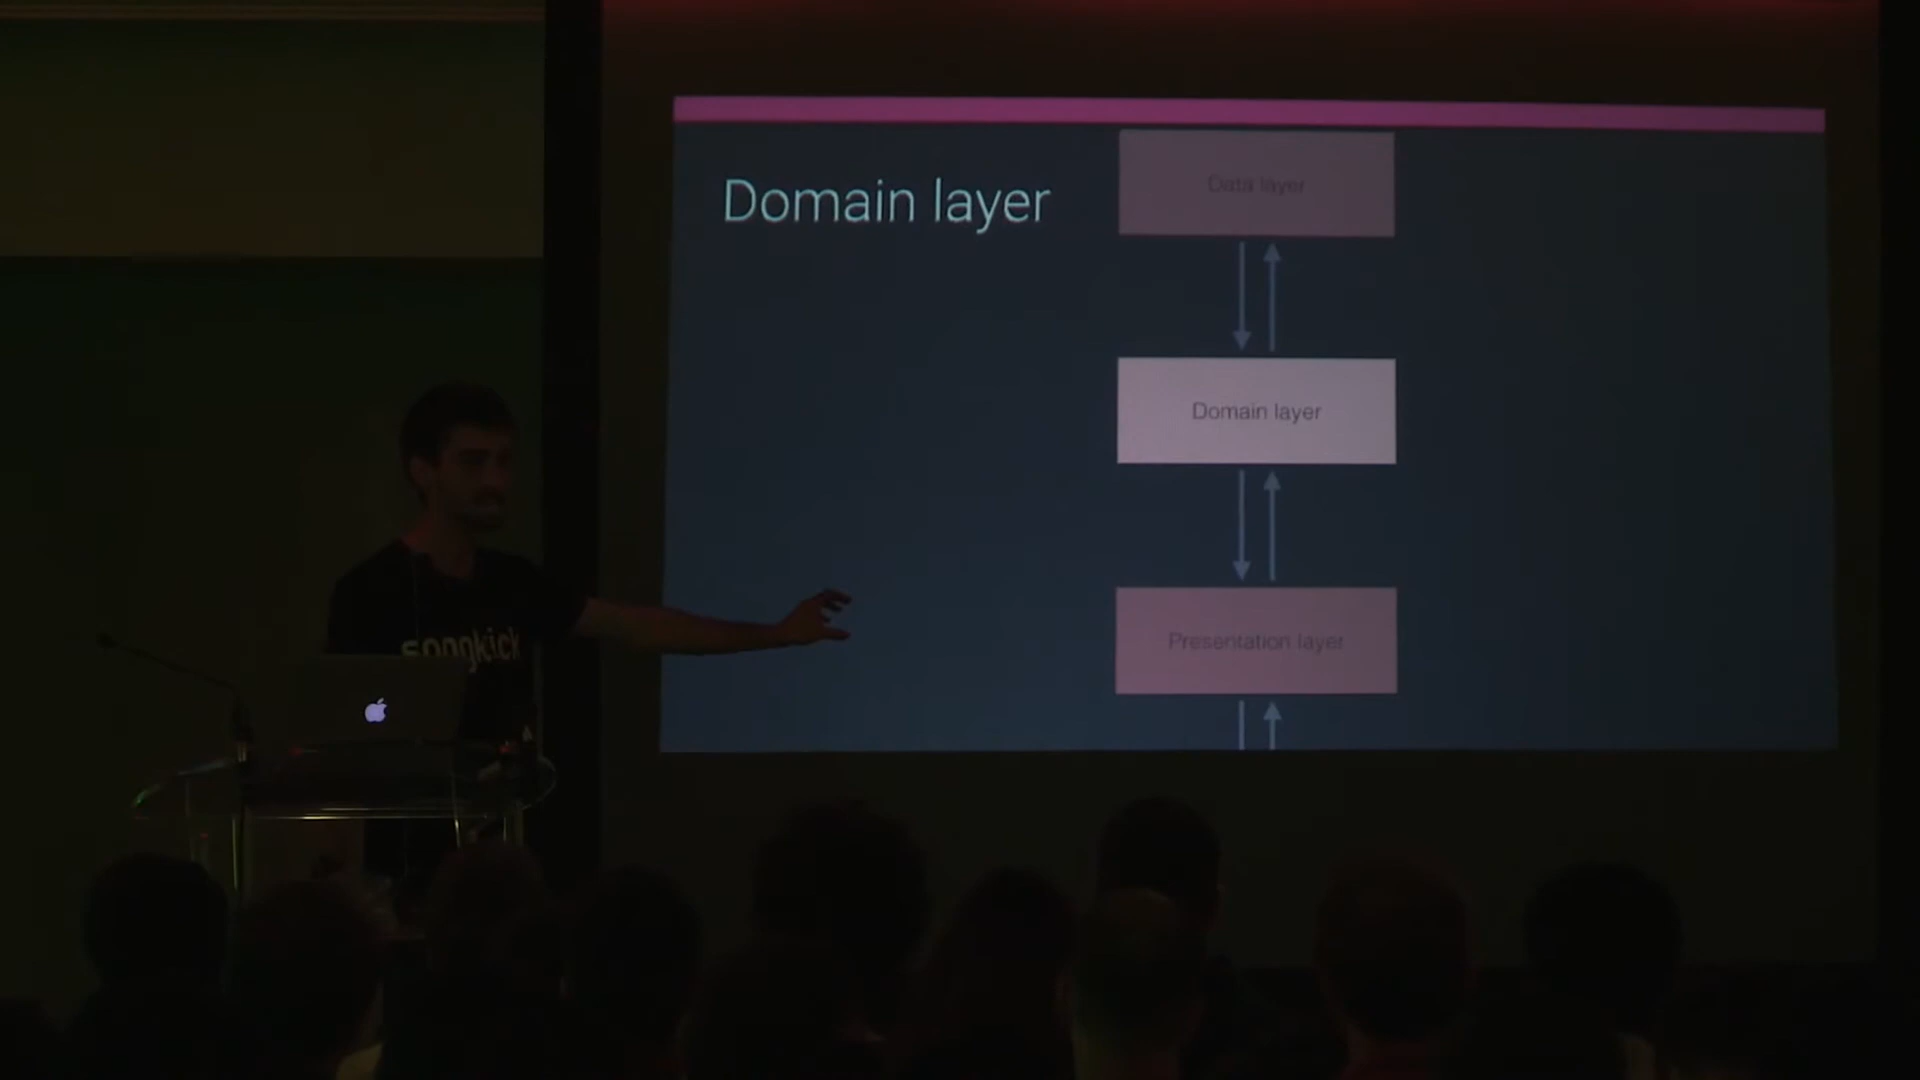 Domain layer
Data layer
Domain layer
Presentation layer
songkick